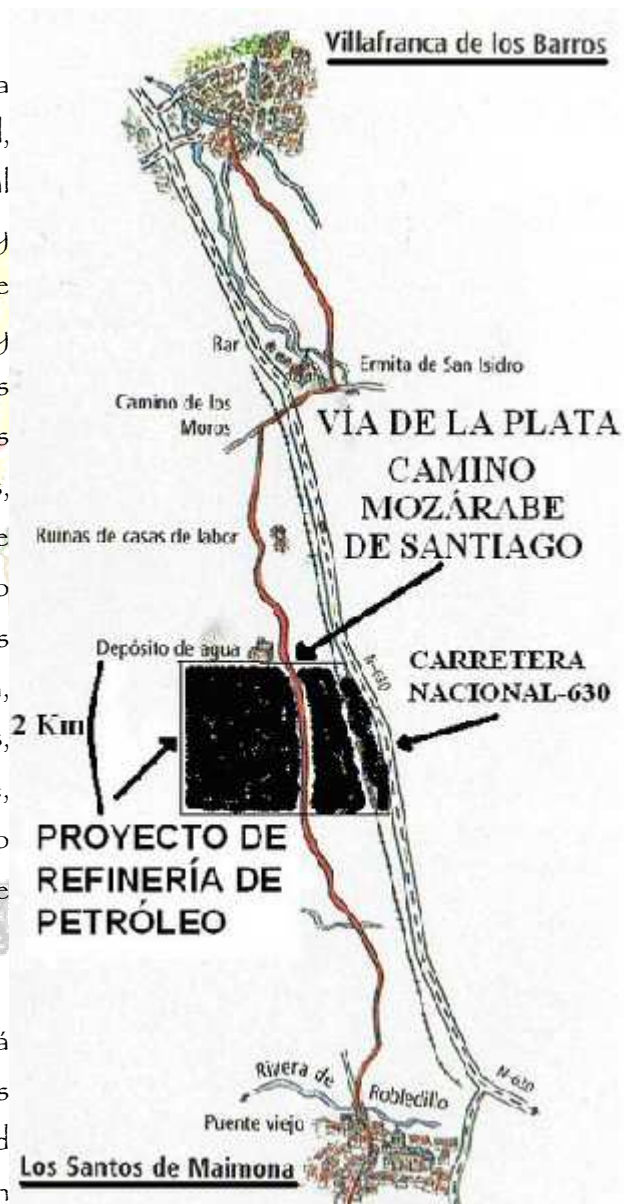 Villafranca de los Barros
Bar
Ermita de San Isidro
Camino de los
Moros
VÍA DE LA PLATA
CAMINO
MOZÁRABE
DE SANTIAGO
Ruinas de casas de labor
Depósito de agua
N-630
CARRETERA
NACIONAL-630
2 Km
PROYECTO DE
REFINERÍA DE
PETRÓLEO
Rivera de
Robledillo
N-630
Puente viejo
Los Santos de Maimona